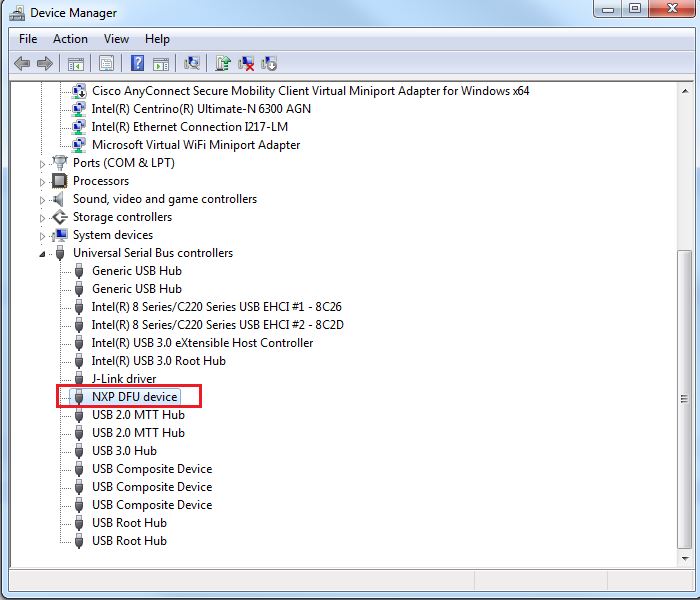 Device Manager
File Action View Help
Cisco AnyConnect Secure Mobility Client Virtual Miniport Adapter for Windows x64
Intel(R) Centrino(R) Ultimate-N 6300 AGN
Intel(R) Ethernet Connection I217-LM
Microsoft Virtual WiFi Miniport Adapter
Ports (COM & LPT)
Processors
Sound, video and game controllers
Storage controllers
System devices
Universal Serial Bus controllers
Generic USB Hub
Generic USB Hub
Intel(R) 8 Series/C220 Series USB EHCI #1 - 8C26
Intel(R) 8 Series/C220 Series USB EHCI #2 - 8C2D
Intel(R) USB 3.0 eXtensible Host Controller
Intel(R) USB 3.0 Root Hub
J-Link driver
NXP DFU device
USB 2.0 MTT Hub
USB 2.0 MTT Hub
USB 3.0 Hub
USB Composite Device
USB Composite Device
USB Composite Device
USB Root Hub
USB Root Hub